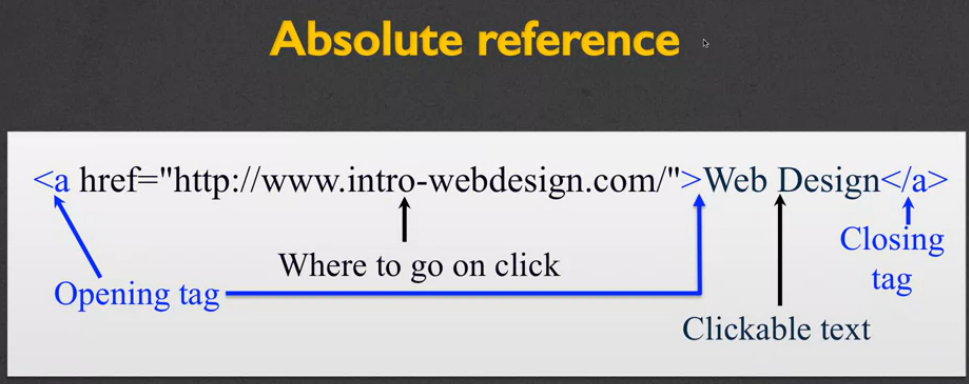 Absolute reference
<a href="http://www.intro-webdesign.com/">Web Design</a>
Where to go on click
Opening tag
Closing
tag
Clickable text